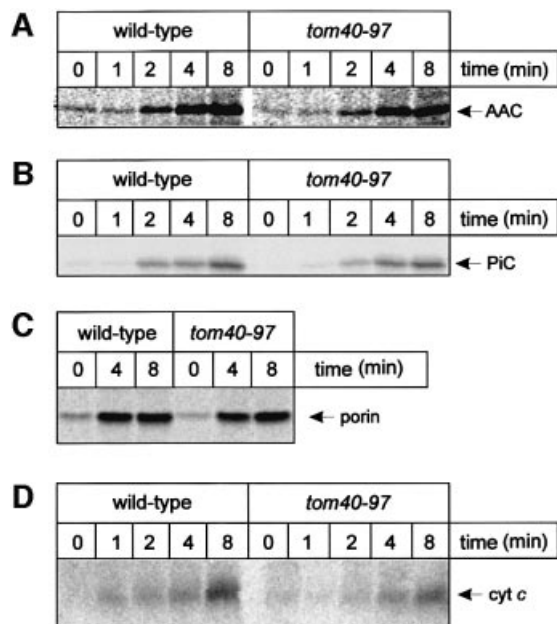 A
wild-type tom40-97
0 1 2 4 8 0 1 2 4 8 time (min)
AAC
B
wild-type tom40-97
0 1 2 4 8 0 1 2 4 8 time (min)
PiC
C
wild-type tom40-97
0 4 8 0 4 8 time (min)
porin
D
wild-type tom40-97
0 1 2 4 8 0 1 2 4 8 time (min)
cyt c